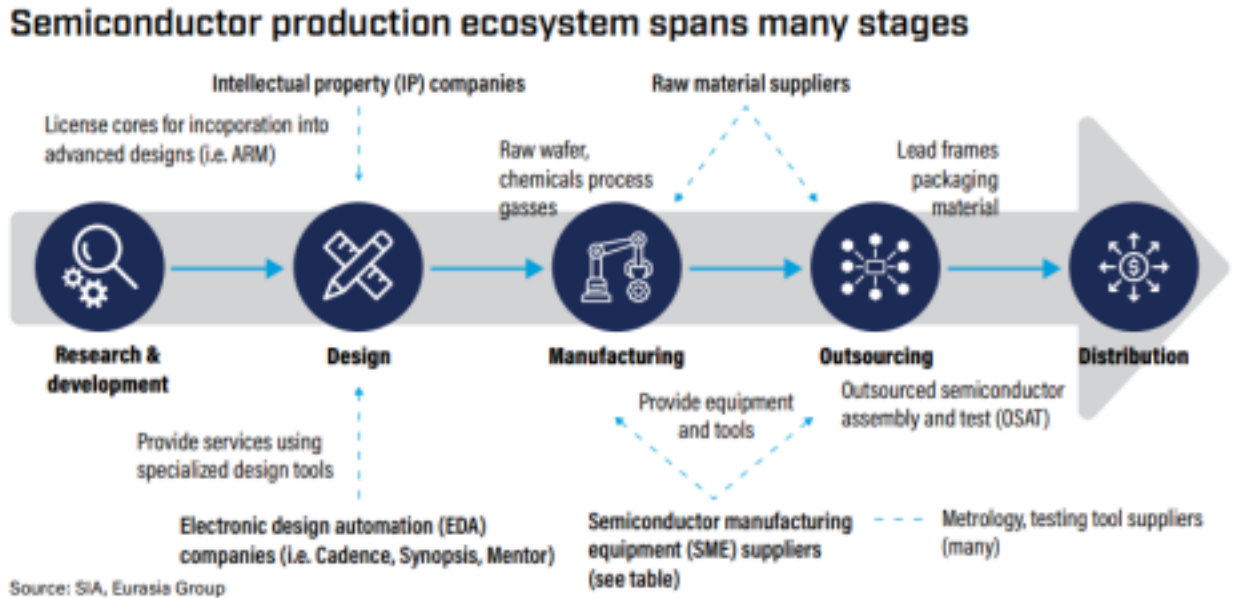 Semiconductor production ecosystem spans many stages
Intellectual property (IP) companies
Raw material suppliers
License cores for incoporation into
advanced designs (i.e. ARM)
Raw wafer,
chemicals process
gasses
Lead frames
packaging
material
$
Research &
development
Design
Manufacturing
Outsourcing
Distribution
Provide services using
specialized design tools
Provide equipment
and tools
Outsourced semiconductor
assembly and test (OSAT)
Electronic design automation (EDA)
companies (i.e. Cadence, Synopsis, Mentor)
Semiconductor manufacturing
equipment (SME) suppliers
(see table)
Metrology, testing tool suppliers
(many)
Source: SIA, Eurasia Group